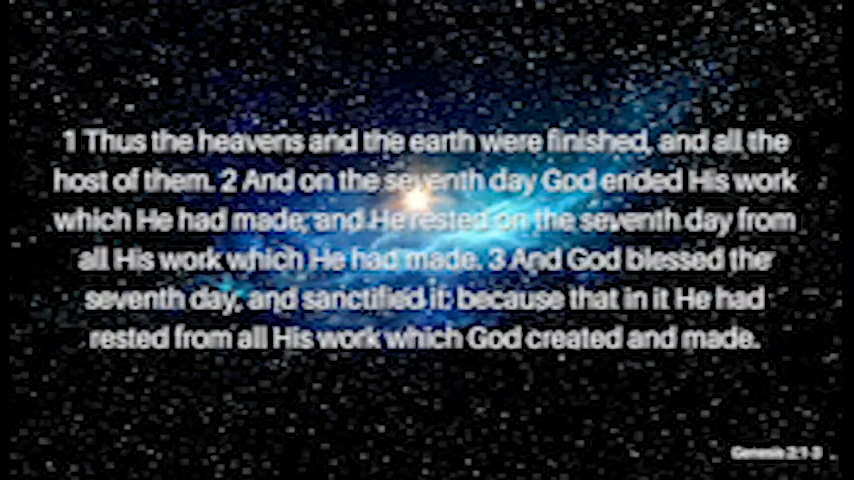 1 Thus the heavens and the earth were finished, and all the
host of them. 2 And on the seventh day God ended His work
which He had made; and He rested on the seventh day from
all His work which He had made. 3 And God blessed the
seventh day, and sanctified it: because that in it He had
rested from all His work which God created and made.
Genesis 2:1-3